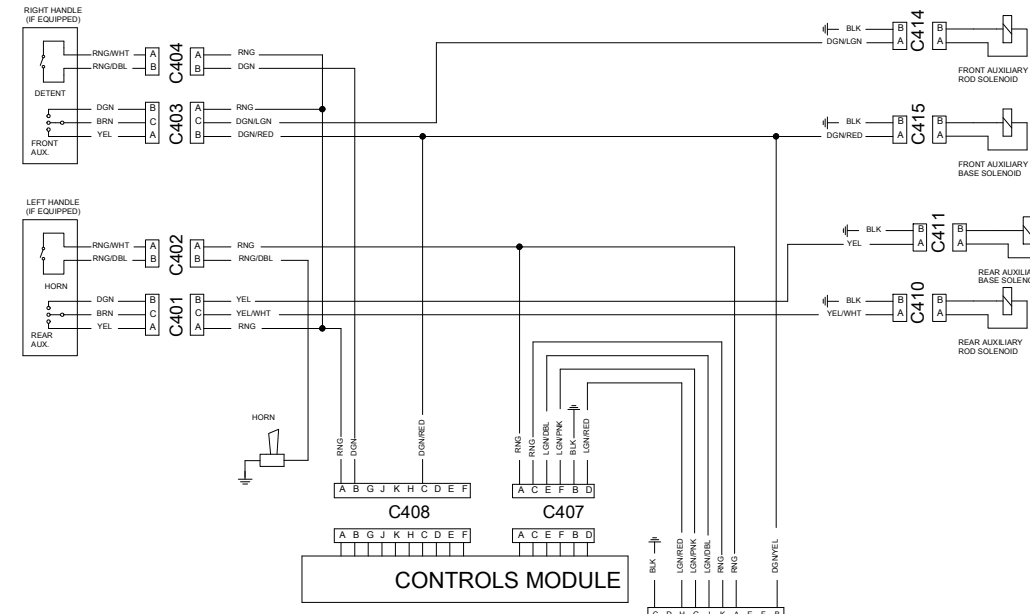 RIGHT HANDLE
(IF EQUIPPED)
RNG/WHT A C404 A RNG
RNG/DBL B B DGN
DETENT
DGN B C403 A RNG
BRN C C DGN/LGN
YEL A B DGN/RED
FRONT
AUX.
BLK B C414 B
DGN/LGN A A
FRONT AUXILIARY
ROD SOLENOID
BLK B C415 B
DGN/RED A A
FRONT AUXILIARY
BASE SOLENOID
LEFT HANDLE
(IF EQUIPPED)
RNG/WHT A C402 A RNG
RNG/DBL B B RNG/DBL
HORN
DGN B C401 B YEL
BRN C C YEL/WHT
YEL A A RNG
REAR
AUX.
BLK B C411 B
YEL A A
REAR AUXILIA
BASE SOLENO
BLK B C410 B
YEL/WHT A A
REAR AUXILIARY
ROD SOLENOID
HORN
RNG DGN DGN/RED
RNG RNG LGN/DBL LGN/PNK BLK LGN/RED
A B G J K H C D E F
A C E F B D
C408
C407
A B G J K H C D E F
A C E F B D
CONTROLS MODULE
BLK LGN/RED LGN/PNK LGN/DBL RNG RNG DGN/YEL